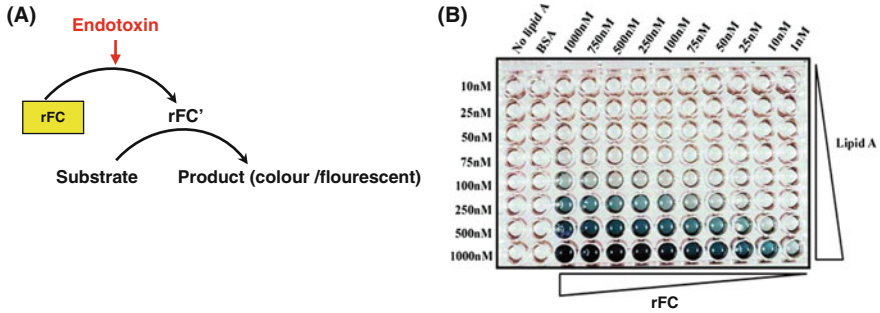 (A)
Endotoxin
rFC
rFC'
Substrate
Product (colour /flourescent)
(B)
No lipid A
BSA
1000nM
750nM
500nM
250nM
100nM
75nM
50nM
25nM
10nM
1nM
10nM
25nM
50nM
75nM
100nM
250nM
500nM
1000nM
Lipid A
rFC